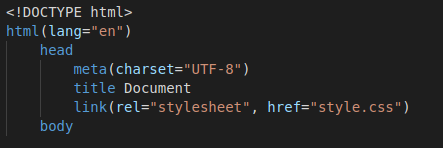 <!DOCTYPE html>
html(lang="en")
    head
        meta(charset="UTF-8")
        title Document
        link(rel="stylesheet", href="style.css")
    body